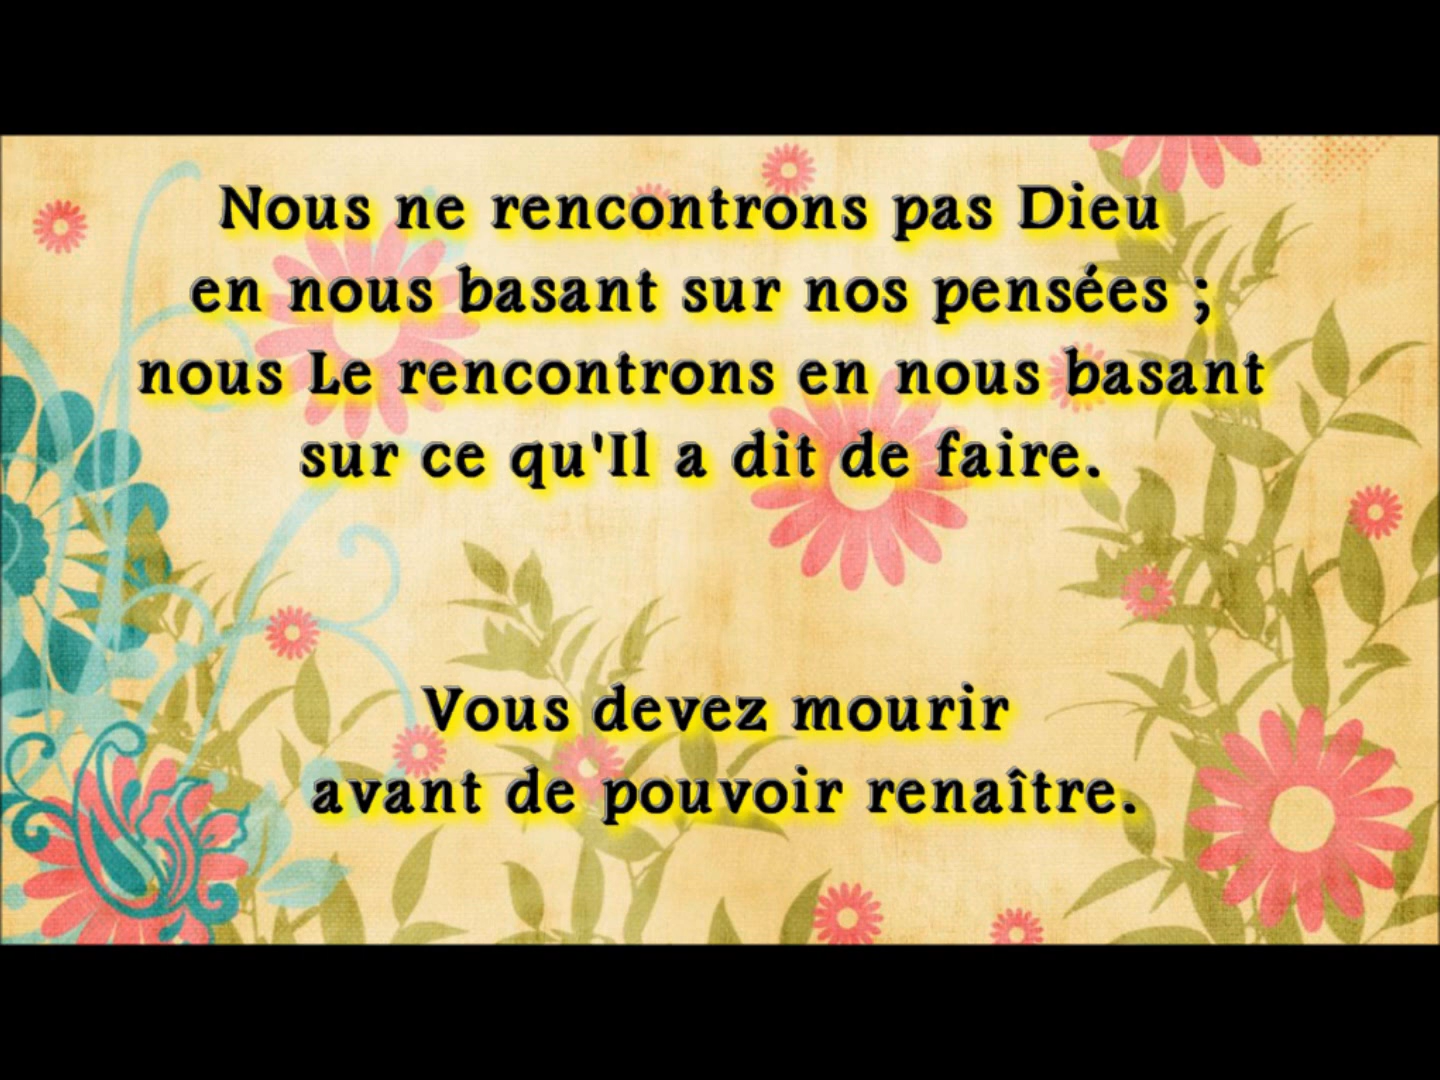 Nous ne rencontrons pas Dieu
en nous basant sur nos pensées ;
nous Le rencontrons en nous basant
sur ce qu'Il a dit de faire.
Vous devez mourir
avant de pouvoir renaître.